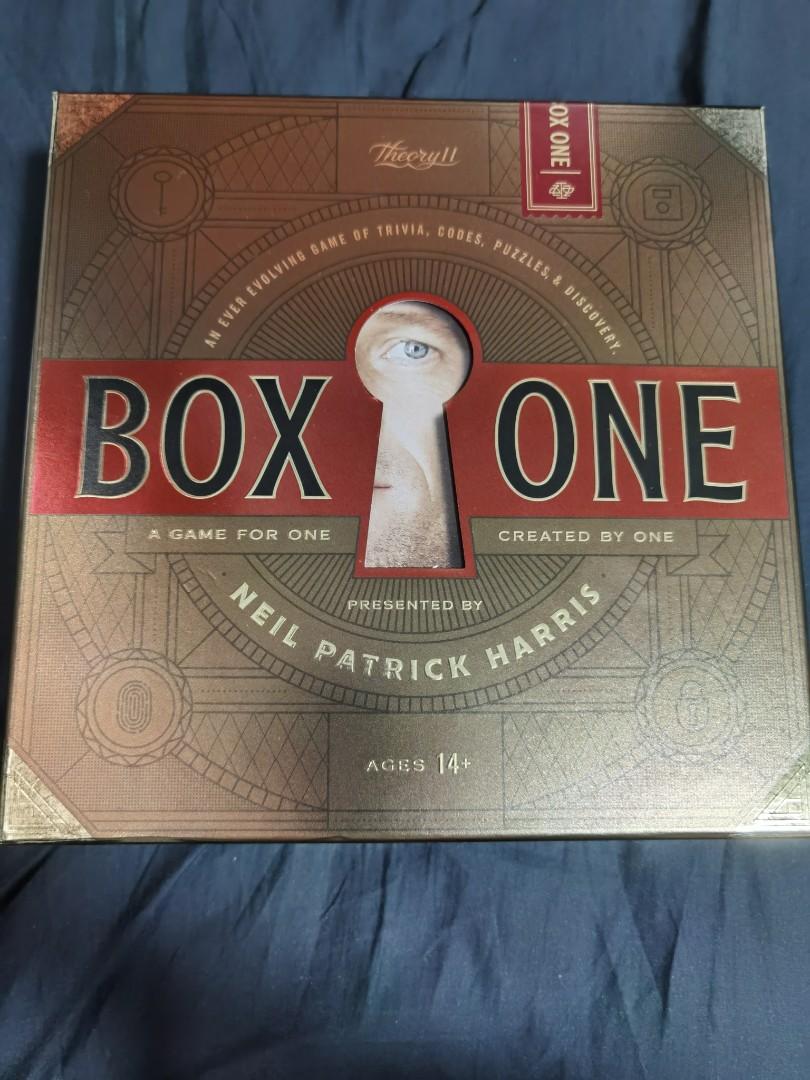 Theory11
OX ONE
AN EVER EVOLVING GAME OF TRIVIA, CODES, PUZZLES, & DISCOVERY.
BOX ONE
A GAME FOR ONE
CREATED BY ONE
PRESENTED BY
NEIL PATRICK HARRIS
AGES 14+